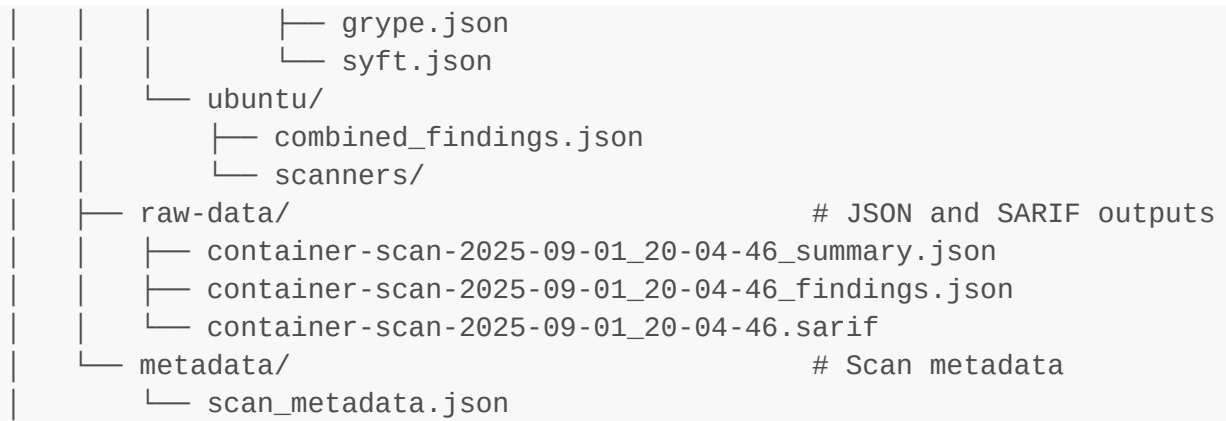 │   │   │       ├── grype.json
│   │   │       └── syft.json
│   │   └── ubuntu/
│   │       ├── combined_findings.json
│   │       └── scanners/
│   ├── raw-data/                               # JSON and SARIF outputs
│   │   ├── container-scan-2025-09-01_20-04-46_summary.json
│   │   ├── container-scan-2025-09-01_20-04-46_findings.json
│   │   └── container-scan-2025-09-01_20-04-46.sarif
│   └── metadata/                               # Scan metadata
│       └── scan_metadata.json